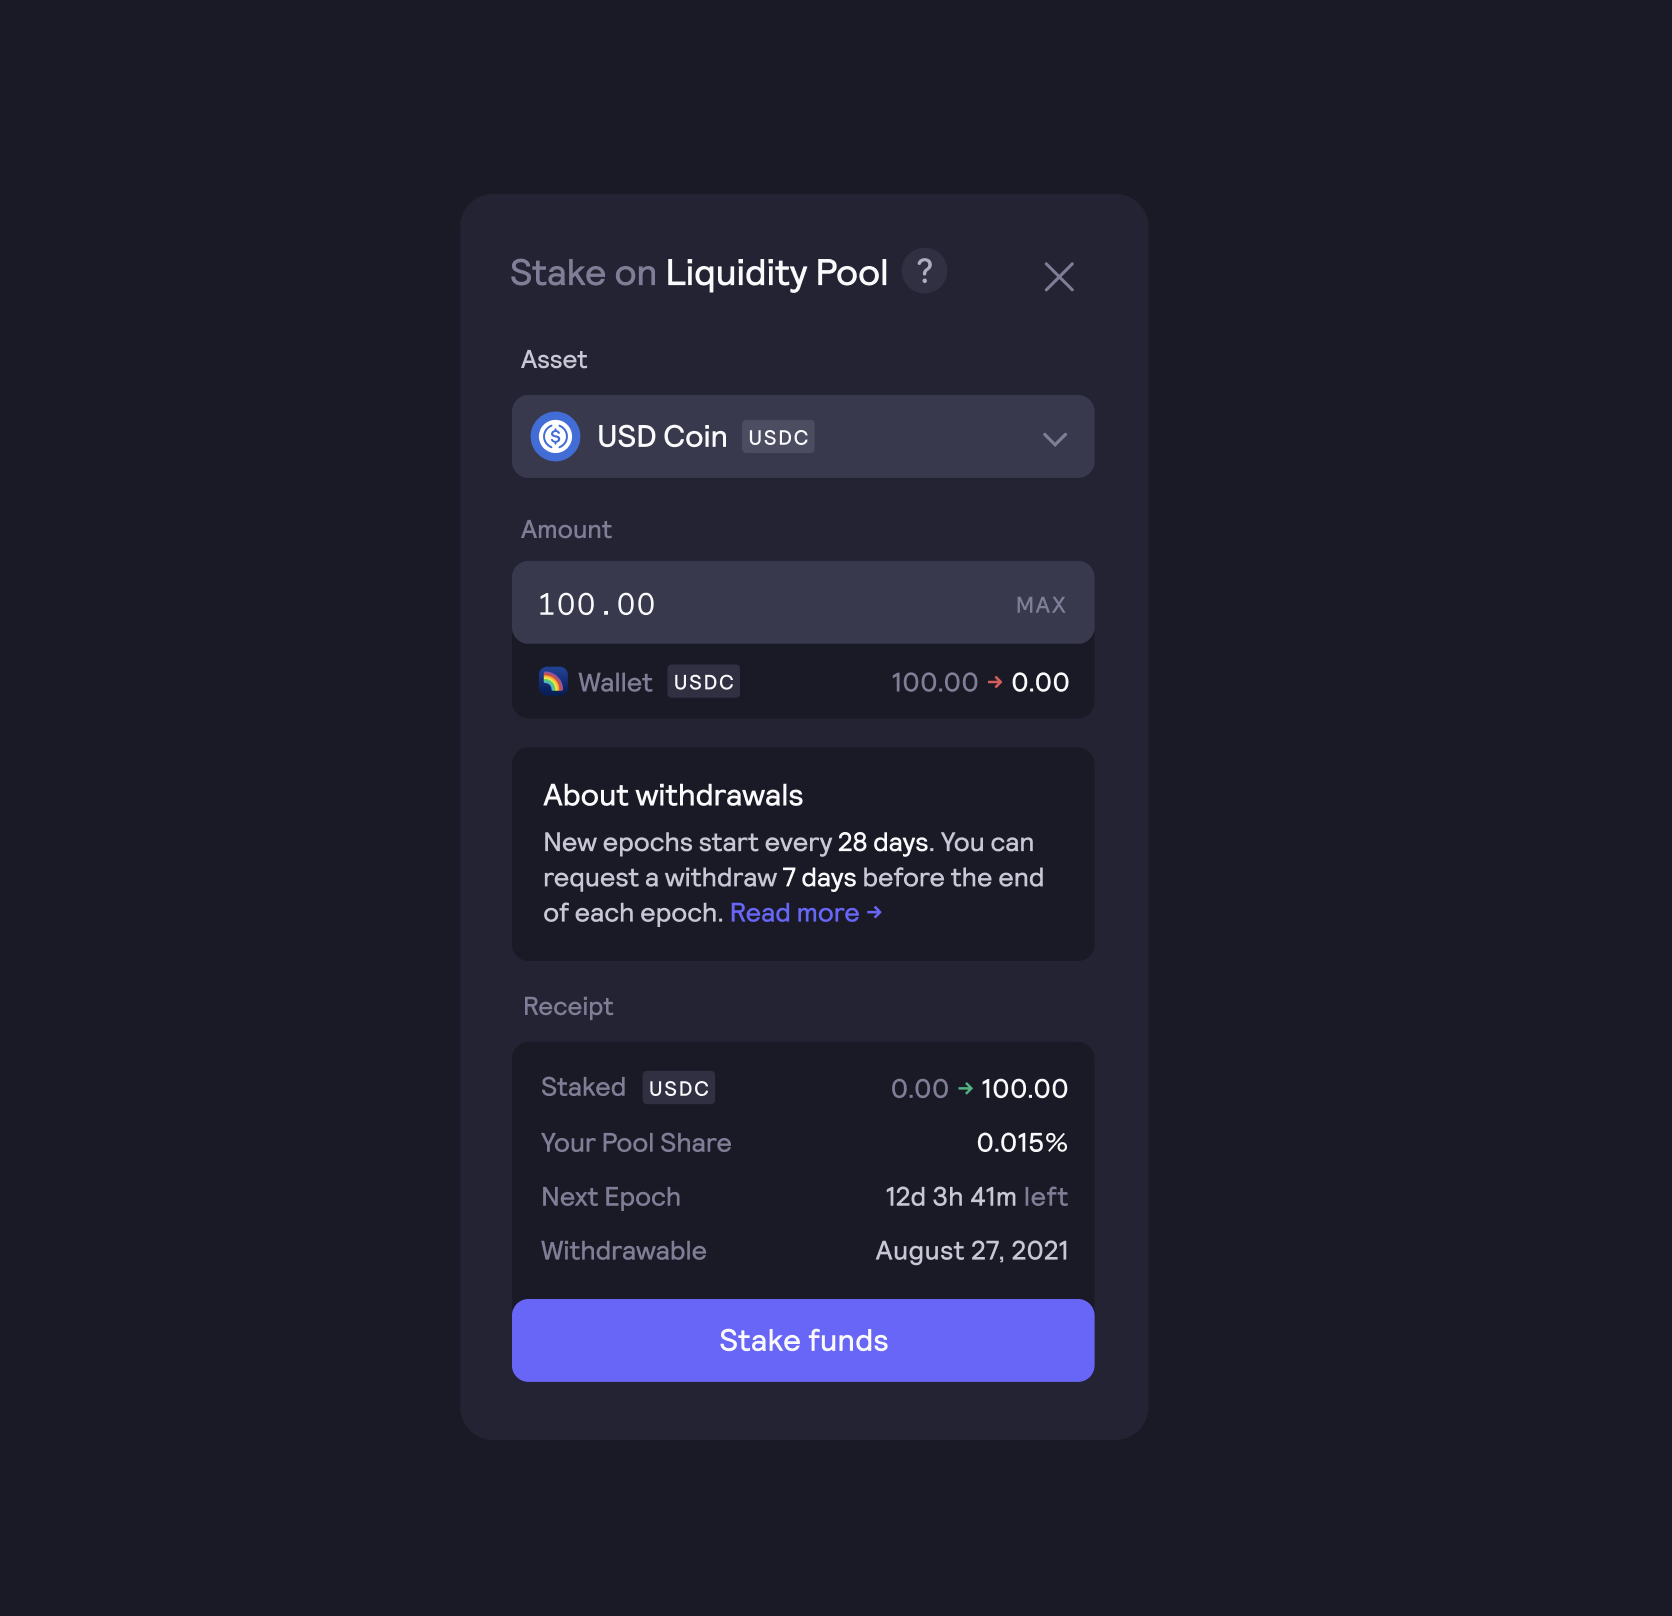 Stake on Liquidity Pool ?
Asset
USD Coin USDC
Amount
100.00 MAX
Wallet USDC 100.00 → 0.00
About withdrawals
New epochs start every 28 days. You can
request a withdraw 7 days before the end
of each epoch. Read more →
Receipt
Staked USDC 0.00 → 100.00
Your Pool Share 0.015%
Next Epoch 12d 3h 41m left
Withdrawable August 27, 2021
Stake funds